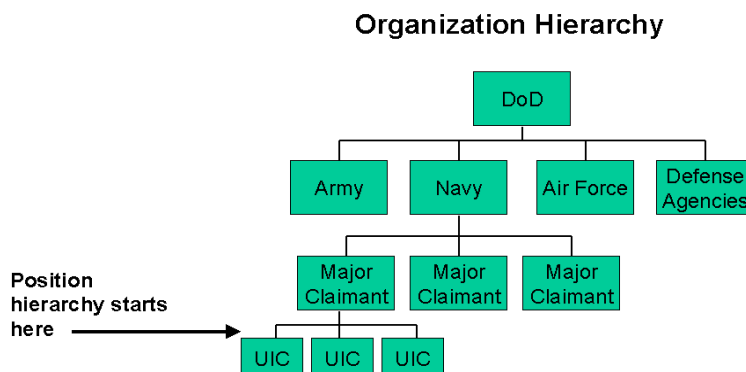 Organization Hierarchy
DoD
Army
Navy
Air Force
Defense
Agencies
Major
Claimant
Major
Claimant
Major
Claimant
Position
hierarchy starts
here
UIC
UIC
UIC